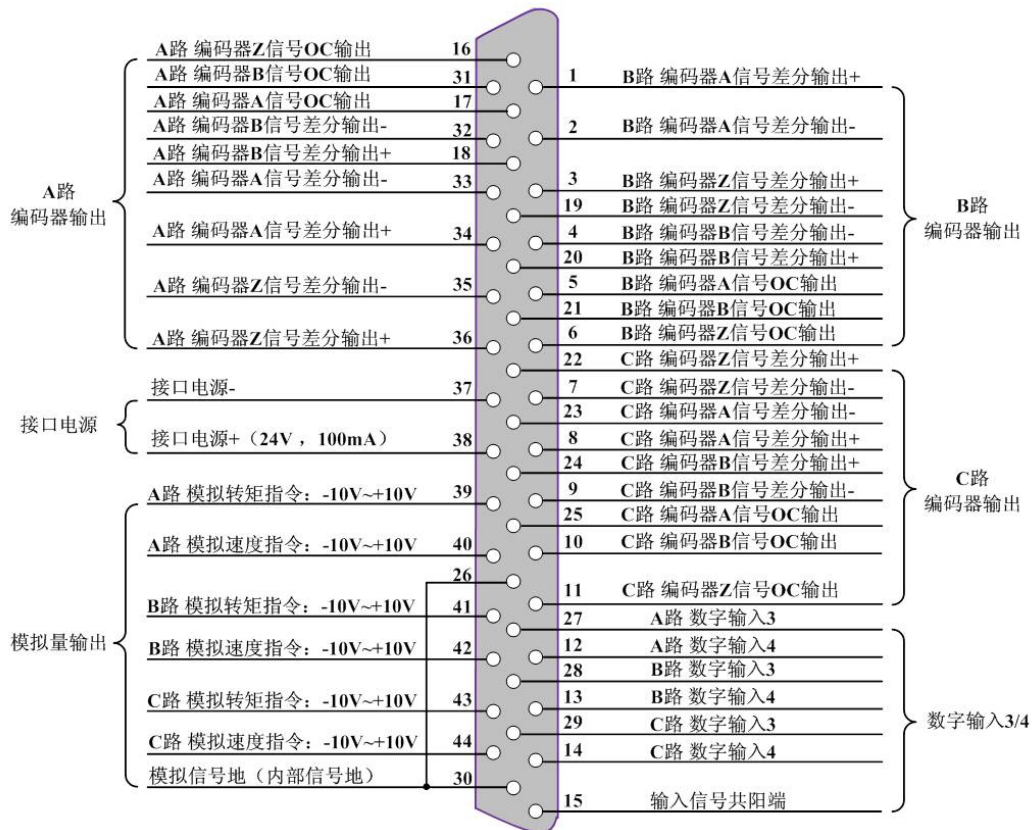 A路 编码器Z信号OC输出 16
A路 编码器B信号OC输出 31
A路 编码器A信号OC输出 17
A路 编码器B信号差分输出- 32
A路 编码器B信号差分输出+ 18
A路 编码器A信号差分输出- 33
A路 编码器A信号差分输出+ 34
A路 编码器Z信号差分输出- 35
A路 编码器Z信号差分输出+ 36
A路
编码器输出
接口电源- 37
接口电源+（24V ，100mA） 38
接口电源
A路 模拟转矩指令：-10V~+10V 39
A路 模拟速度指令：-10V~+10V 40
26
B路 模拟转矩指令：-10V~+10V 41
B路 模拟速度指令：-10V~+10V 42
C路 模拟转矩指令：-10V~+10V 43
C路 模拟速度指令：-10V~+10V 44
模拟信号地（内部信号地） 30
模拟量输出
1 B路 编码器A信号差分输出+
2 B路 编码器A信号差分输出-
3 B路 编码器Z信号差分输出+
19 B路 编码器Z信号差分输出-
4 B路 编码器B信号差分输出-
20 B路 编码器B信号差分输出+
5 B路 编码器A信号OC输出
21 B路 编码器B信号OC输出
6 B路 编码器Z信号OC输出
B路
编码器输出
22 C路 编码器Z信号差分输出+
7 C路 编码器Z信号差分输出-
23 C路 编码器A信号差分输出-
8 C路 编码器A信号差分输出+
24 C路 编码器B信号差分输出+
9 C路 编码器B信号差分输出-
25 C路 编码器A信号OC输出
10 C路 编码器B信号OC输出
11 C路 编码器Z信号OC输出
C路
编码器输出
27 A路 数字输入3
12 A路 数字输入4
28 B路 数字输入3
13 B路 数字输入4
29 C路 数字输入3
14 C路 数字输入4
15 输入信号共阳端
数字输入3/4